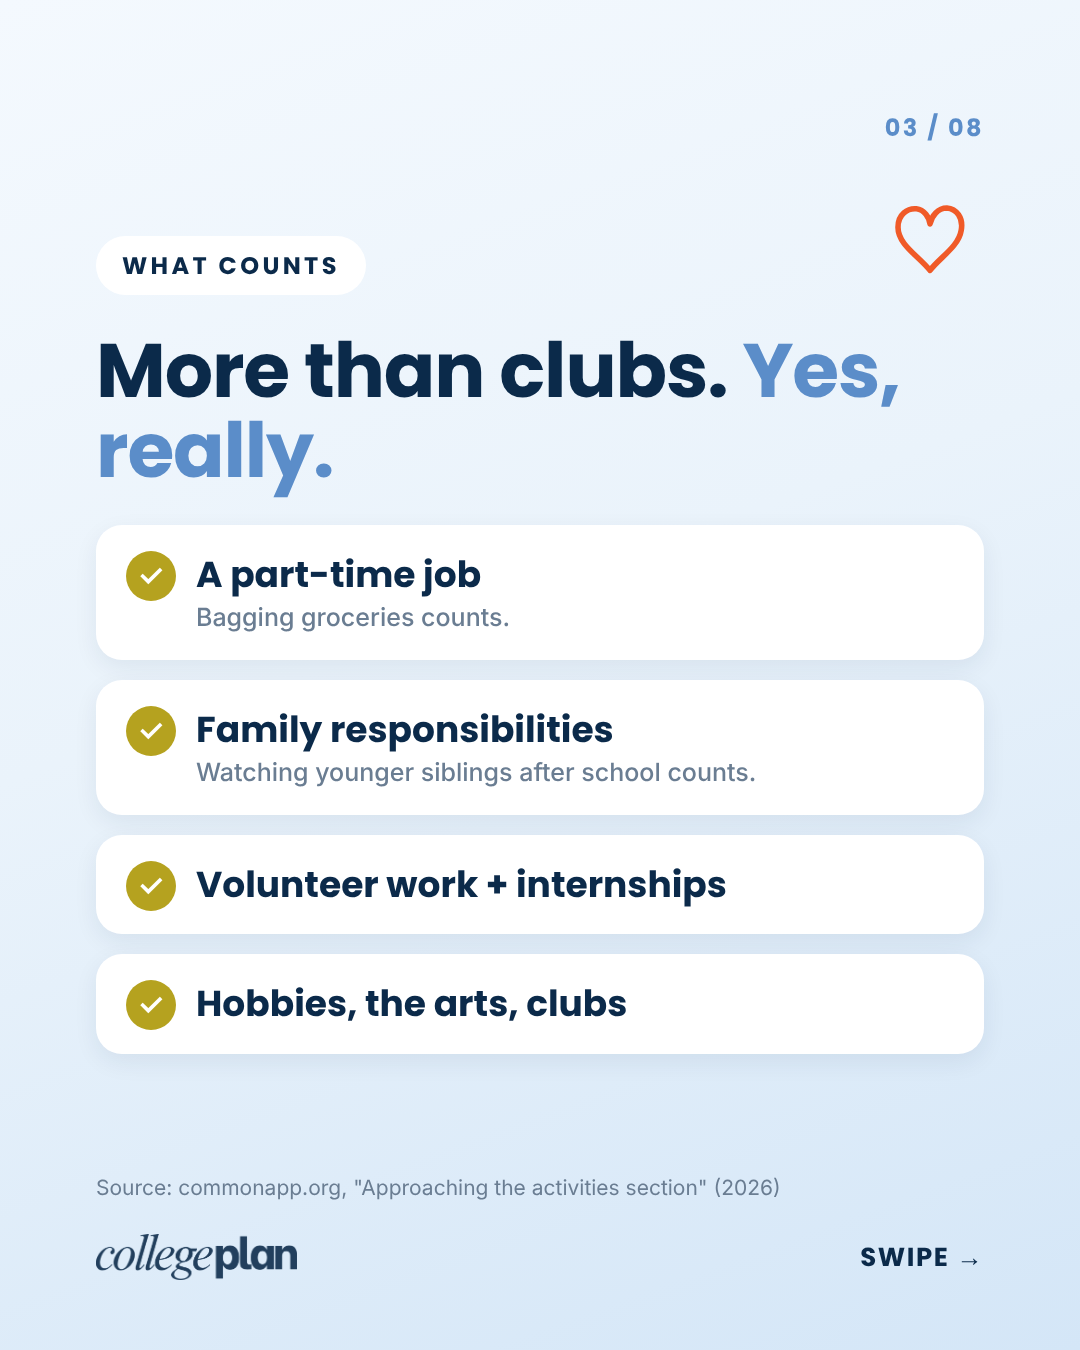 03 / 08
WHAT COUNTS
More than clubs. Yes,
really.
A part-time job
Bagging groceries counts.
Family responsibilities
Watching younger siblings after school counts.
Volunteer work + internships
Hobbies, the arts, clubs
Source: commonapp.org, "Approaching the activities section" (2026)
collegeplan
SWIPE →